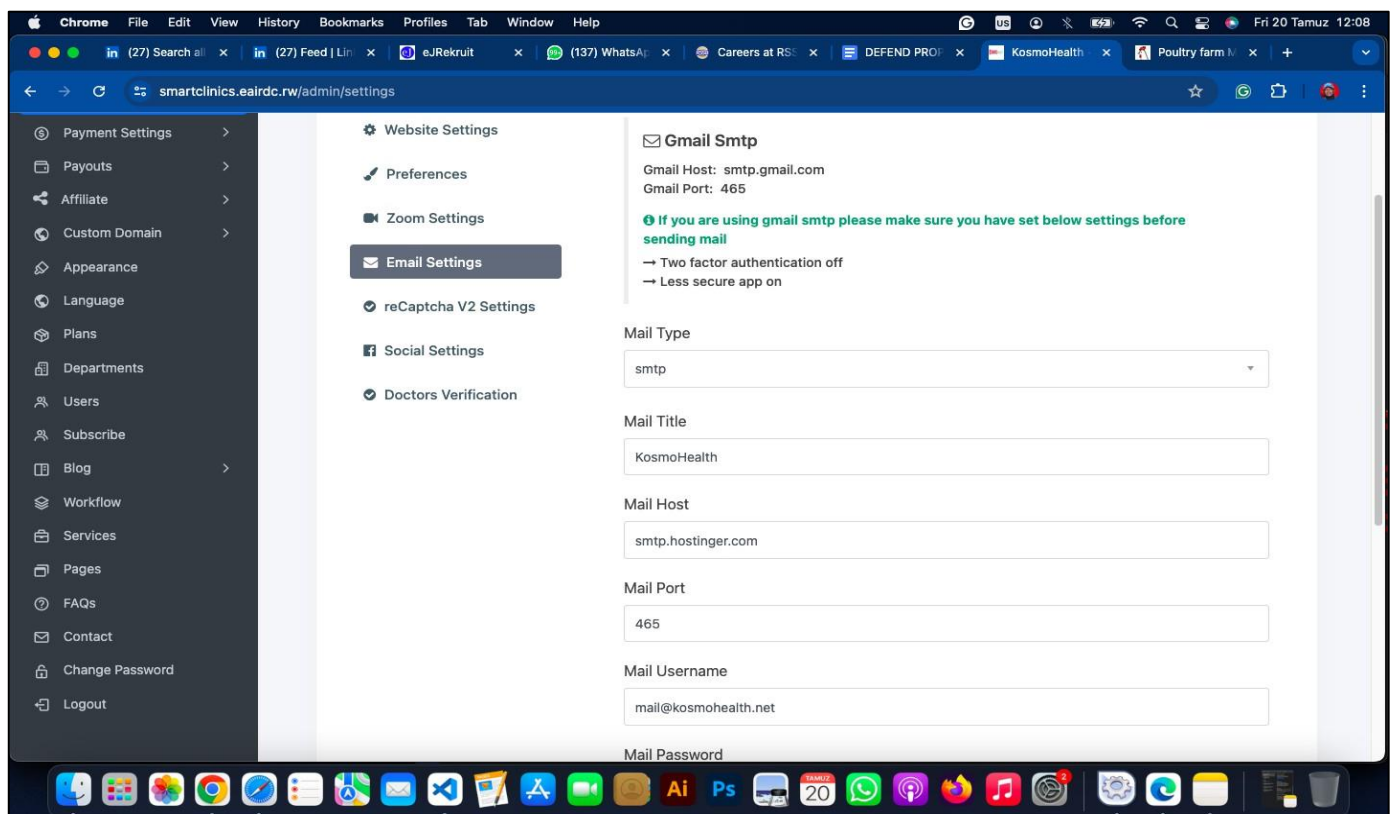 Chrome File Edit View History Bookmarks Profiles Tab Window Help US Fri 20 Tamuz 12:08
(27) Search all (27) Feed | Lin eJRekruit (137) WhatsAp Careers at RSS DEFEND PROP KosmoHealth Poultry farm M
smartclinics.eairdc.rw/admin/settings
Payment Settings
Payouts
Affiliate
Custom Domain
Appearance
Language
Plans
Departments
Users
Subscribe
Blog
Workflow
Services
Pages
FAQs
Contact
Change Password
Logout
Website Settings
Preferences
Zoom Settings
Email Settings
reCaptcha V2 Settings
Social Settings
Doctors Verification
Gmail Smtp
Gmail Host: smtp.gmail.com
Gmail Port: 465
If you are using gmail smtp please make sure you have set below settings before
sending mail
→ Two factor authentication off
→ Less secure app on
Mail Type
smtp
Mail Title
KosmoHealth
Mail Host
smtp.hostinger.com
Mail Port
465
Mail Username
mail@kosmohealth.net
Mail Password
Ai Ps TAMUZ 20 2